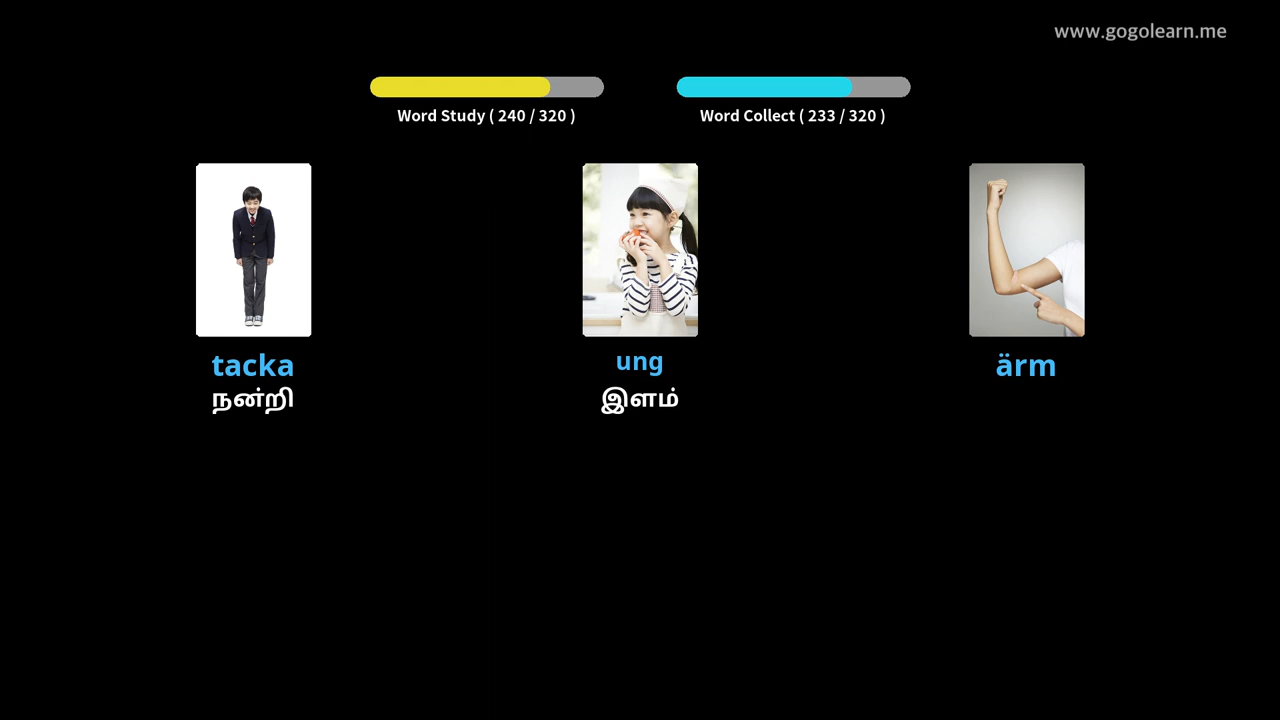 www.gogolearn.me
Word Study ( 240 / 320 )
Word Collect ( 233 / 320 )
tacka
நன்றி
ung
இளம்
ärm